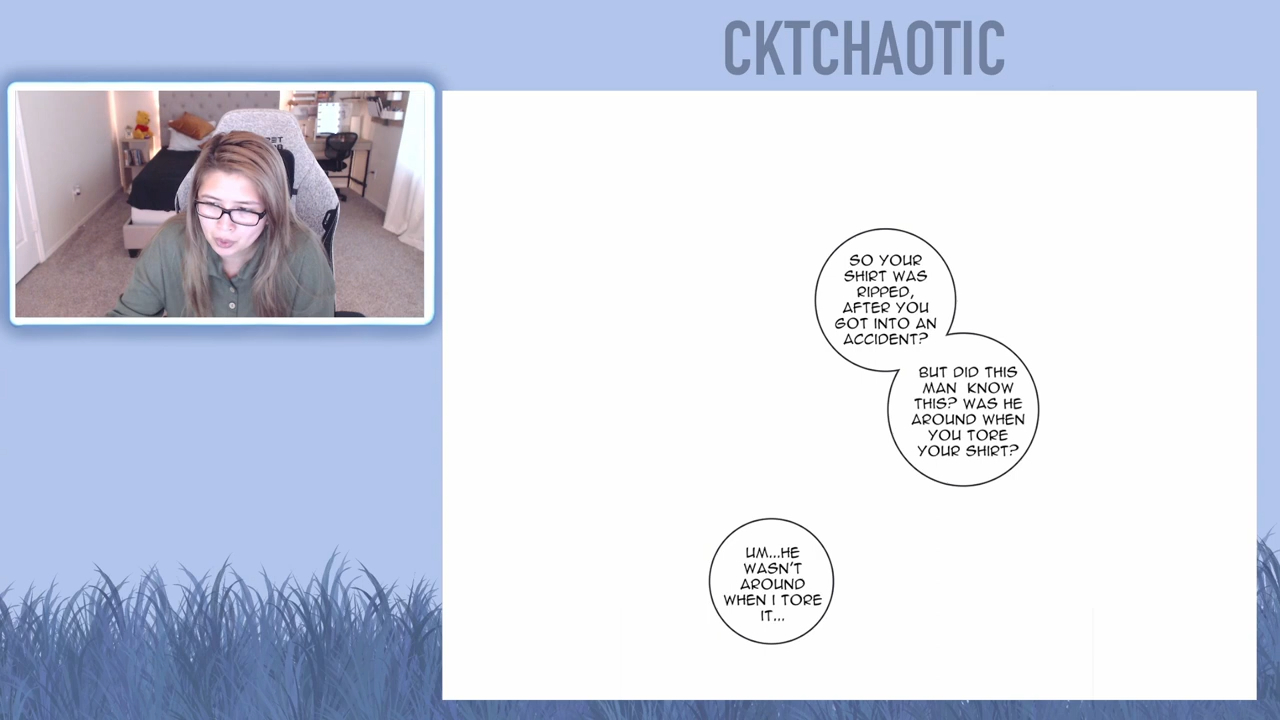 CKTCHAOTIC
SO YOUR
SHIRT WAS
RIPPED,
AFTER YOU
GOT INTO AN
ACCIDENT?
BUT DID THIS
MAN KNOW
THIS? WAS HE
AROUND WHEN
YOU TORE
YOUR SHIRT?
UM...HE
WASN'T
AROUND
WHEN I TORE
IT...